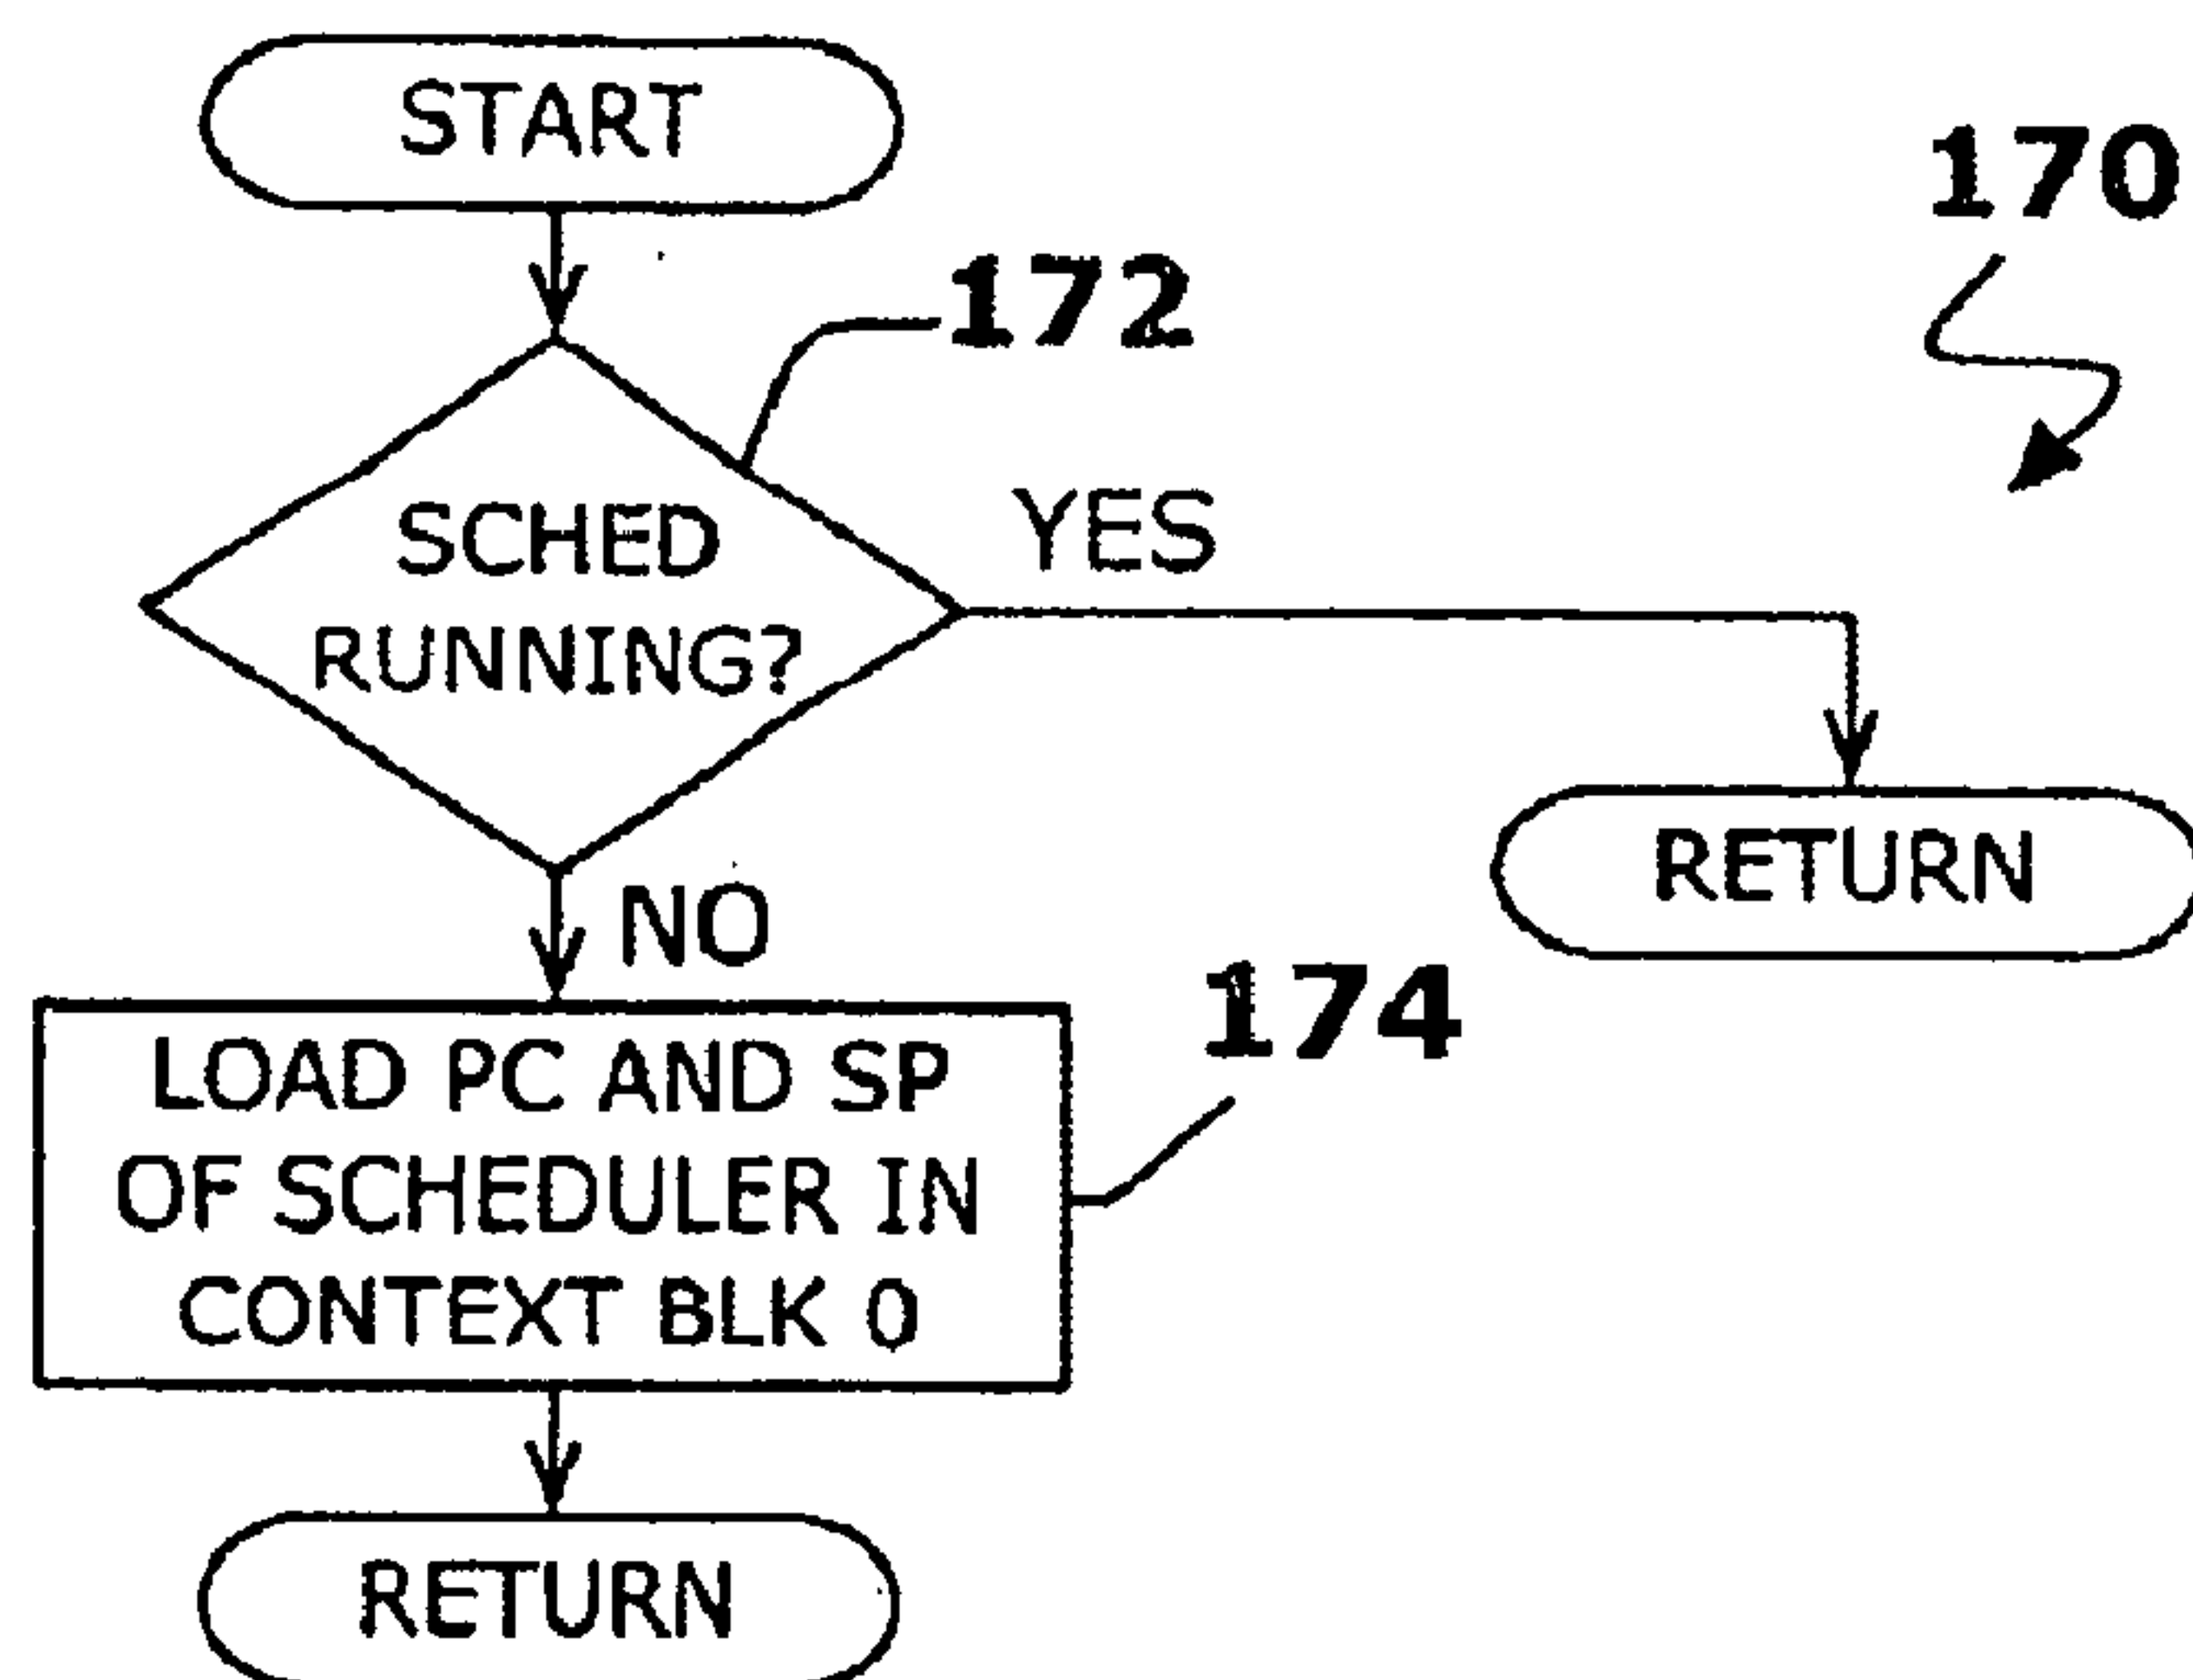 START
170
172
SCHED
RUNNING?
YES
RETURN
NO
174
LOAD PC AND SP
OF SCHEDULER IN
CONTEXT BLK 0
RETURN